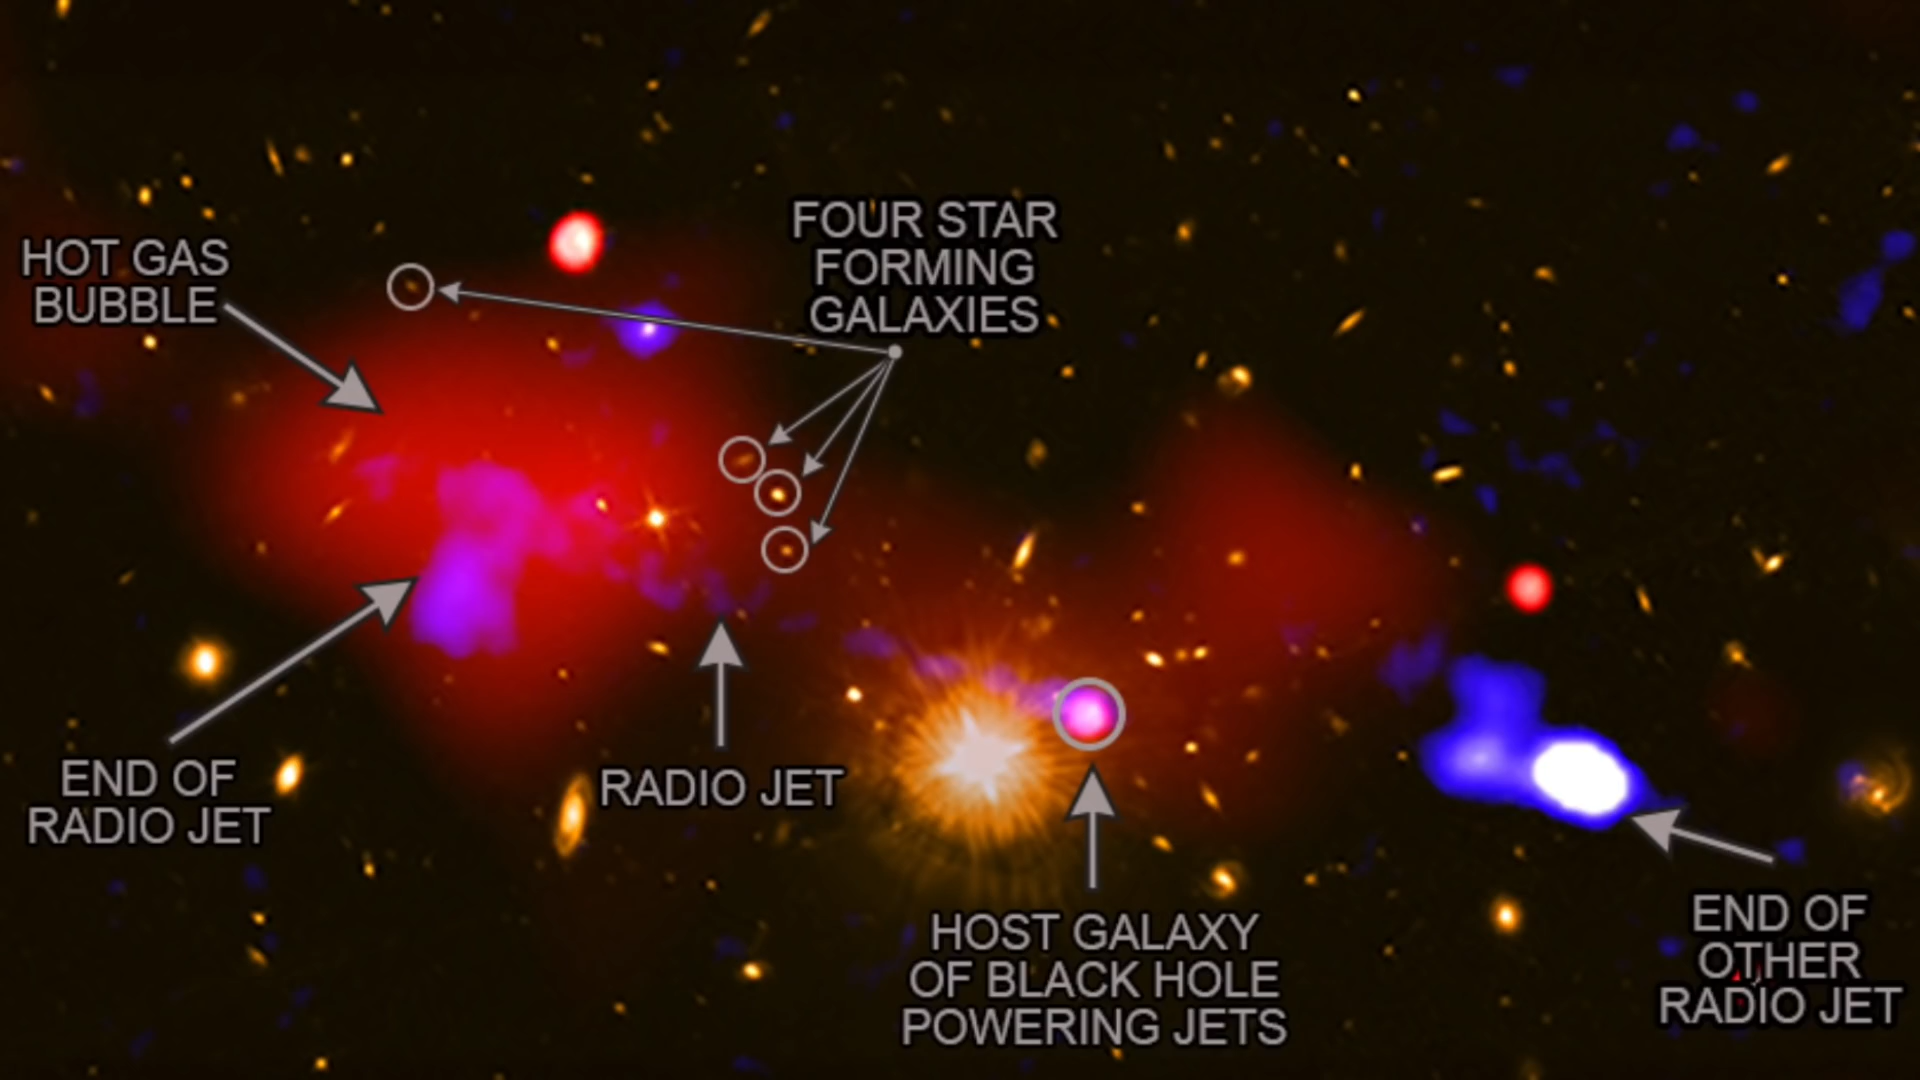 FOUR STAR
FORMING
GALAXIES
HOT GAS
BUBBLE
END OF
RADIO JET
RADIO JET
HOST GALAXY
OF BLACK HOLE
POWERING JETS
END OF
OTHER
RADIO JET